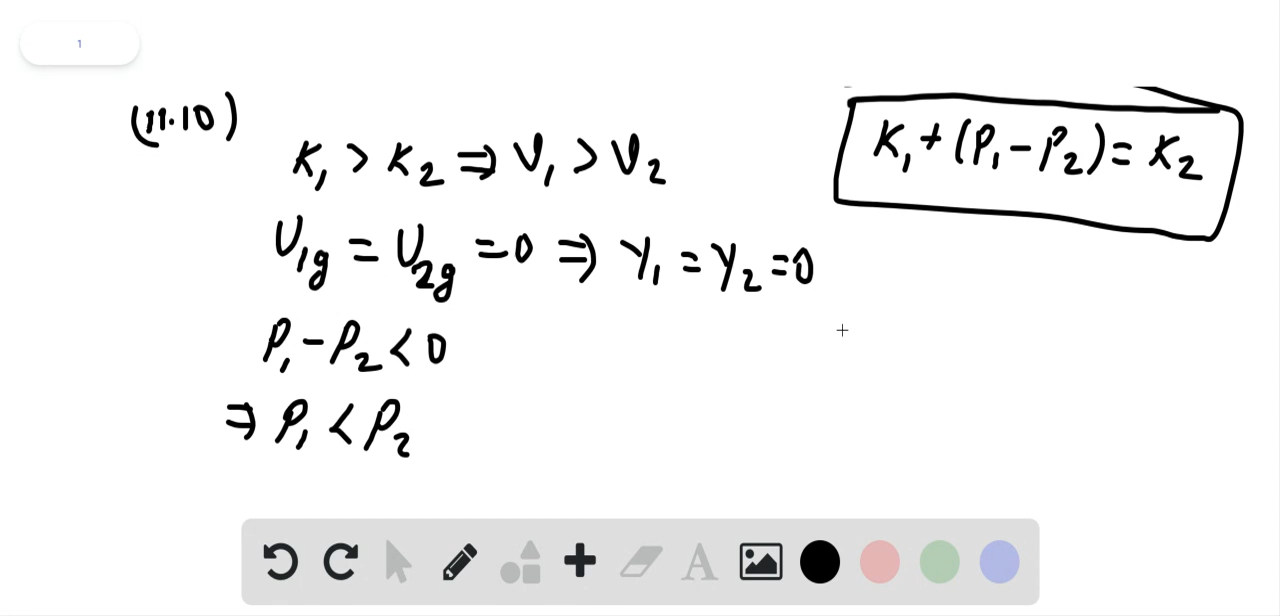 1
(11.10)
K₁ > K₂ ⇒ V₁ > V₂
K₁ + (P₁ - P₂) = K₂
U₁g = U₂g = 0 ⇒ Y₁ = Y₂ = 0
P₁ - P₂ < 0
⇒ P₁ < P₂
A